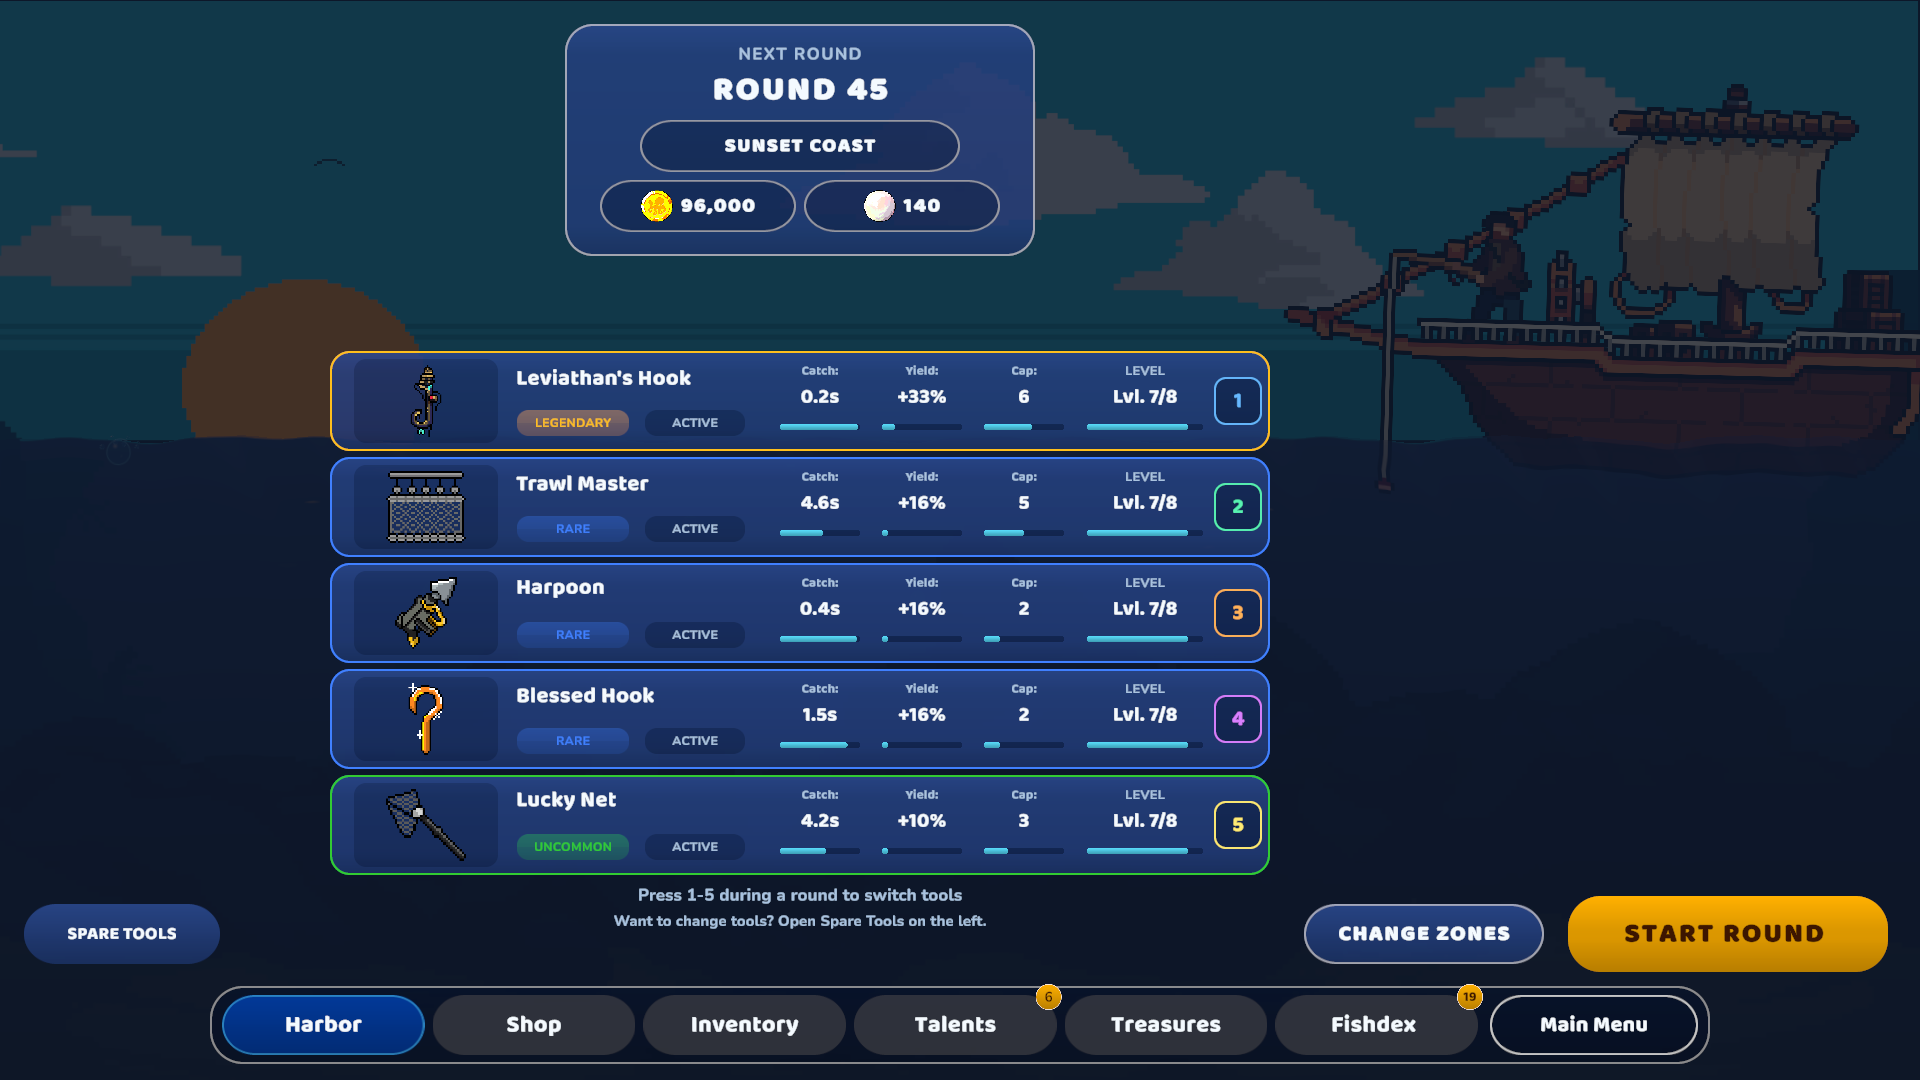 NEXT ROUND
ROUND 45
SUNSET COAST
96,000 140
Leviathan's Hook
LEGENDARY ACTIVE
Catch: Yield: Cap: LEVEL
0.2s +33% 6 Lvl. 7/8
1
Trawl Master
RARE ACTIVE
Catch: Yield: Cap: LEVEL
4.6s +16% 5 Lvl. 7/8
2
Harpoon
RARE ACTIVE
Catch: Yield: Cap: LEVEL
0.4s +16% 2 Lvl. 7/8
3
Blessed Hook
RARE ACTIVE
Catch: Yield: Cap: LEVEL
1.5s +16% 2 Lvl. 7/8
4
Lucky Net
UNCOMMON ACTIVE
Catch: Yield: Cap: LEVEL
4.2s +10% 3 Lvl. 7/8
5
Press 1-5 during a round to switch tools
Want to change tools? Open Spare Tools on the left.
SPARE TOOLS
CHANGE ZONES
START ROUND
Harbor
Shop
Inventory
Talents
6
Treasures
Fishdex
19
Main Menu